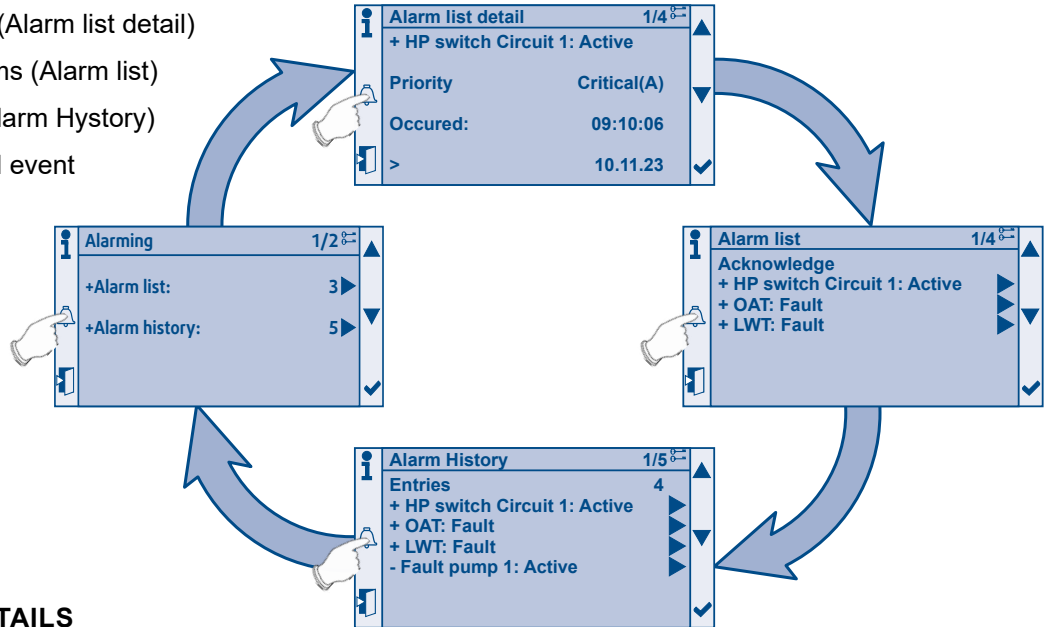 (Alarm list detail)
ms (Alarm list)
larm Hystory)
event
Alarm list detail 1/4
+ HP switch Circuit 1: Active
Priority Critical(A)
Occured: 09:10:06
> 10.11.23
Alarming 1/2
+Alarm list: 3
+Alarm history: 5
Alarm list 1/4
Acknowledge
+ HP switch Circuit 1: Active
+ OAT: Fault
+ LWT: Fault
Alarm History 1/5
Entries 4
+ HP switch Circuit 1: Active
+ OAT: Fault
+ LWT: Fault
- Fault pump 1: Active
TAILS